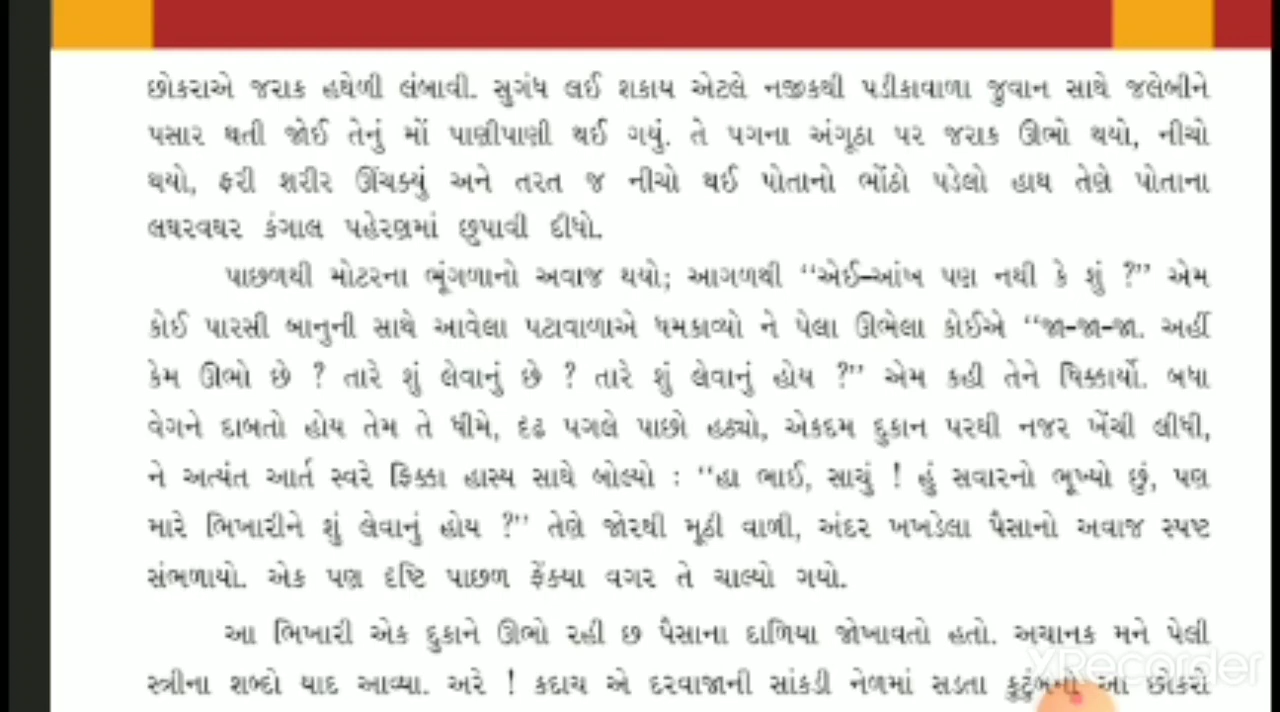 છોકરાએ જરાક હથેળી લંબાવી. સુગંધ લઈ શકાય એટલે નજીકથી પડીકાવાળા જુવાન સાથે જલેબીને
પસાર થતી જોઈ તેનું મોં પાણીપાણી થઈ ગયું. તે પગના અંગૂઠા પર જરાક ઊભો થયો, નીચો
થયો, ફરી શરીર ઊંચક્યું અને તરત જ નીચો થઈ પોતાનો ભોંઠો પડેલો હાથ તેણે પોતાના
લથરવથર કંગાલ પહેરણમાં છુપાવી દીધો.
પાછળથી મોટરના ભૂંગળાનો અવાજ થયો; આગળથી “એઈ–આંખ પણ નથી કે શું ?” એમ
કોઈ પારસી બાનુની સાથે આવેલા પટાવાળાએ ધમકાવ્યો ને પેલા ઊભેલા કોઈએ “જા–જા–જા. અહીં
કેમ ઊભો છે ? તારે શું લેવાનું છે ? તારે શું લેવાનું હોય ?” એમ કહી તેને ધિક્કાર્યો. બધા
વેગને દાબતો હોય તેમ તે ધીમે, દૃઢ પગલે પાછો હઠ્યો, એકદમ દુકાન પરથી નજર ખેંચી લીધી,
ને અત્યંત આર્ત સ્વરે ફિક્કા હાસ્ય સાથે બોલ્યો : “હા ભાઈ, સાચું ! હું સવારનો ભૂખ્યો છું, પણ
મારે ભિખારીને શું લેવાનું હોય ?” તેણે જોરથી મૂઠી વાળી, અંદર ખખડેલા પૈસાનો અવાજ સ્પષ્ટ
સંભળાયો. એક પણ દૃષ્ટિ પાછળ ફેંક્યા વગર તે ચાલ્યો ગયો.
આ ભિખારી એક દુકાને ઊભો રહી છ પૈસાના દાળિયા જોખાવતો હતો. અચાનક મને પેલી
સ્ત્રીના શબ્દો યાદ આવ્યા. અરે ! કદાચ એ દરવાજાની સાંકડી નેળમાં સડતા કુટુંબનો આ છોકરો
XRecorder